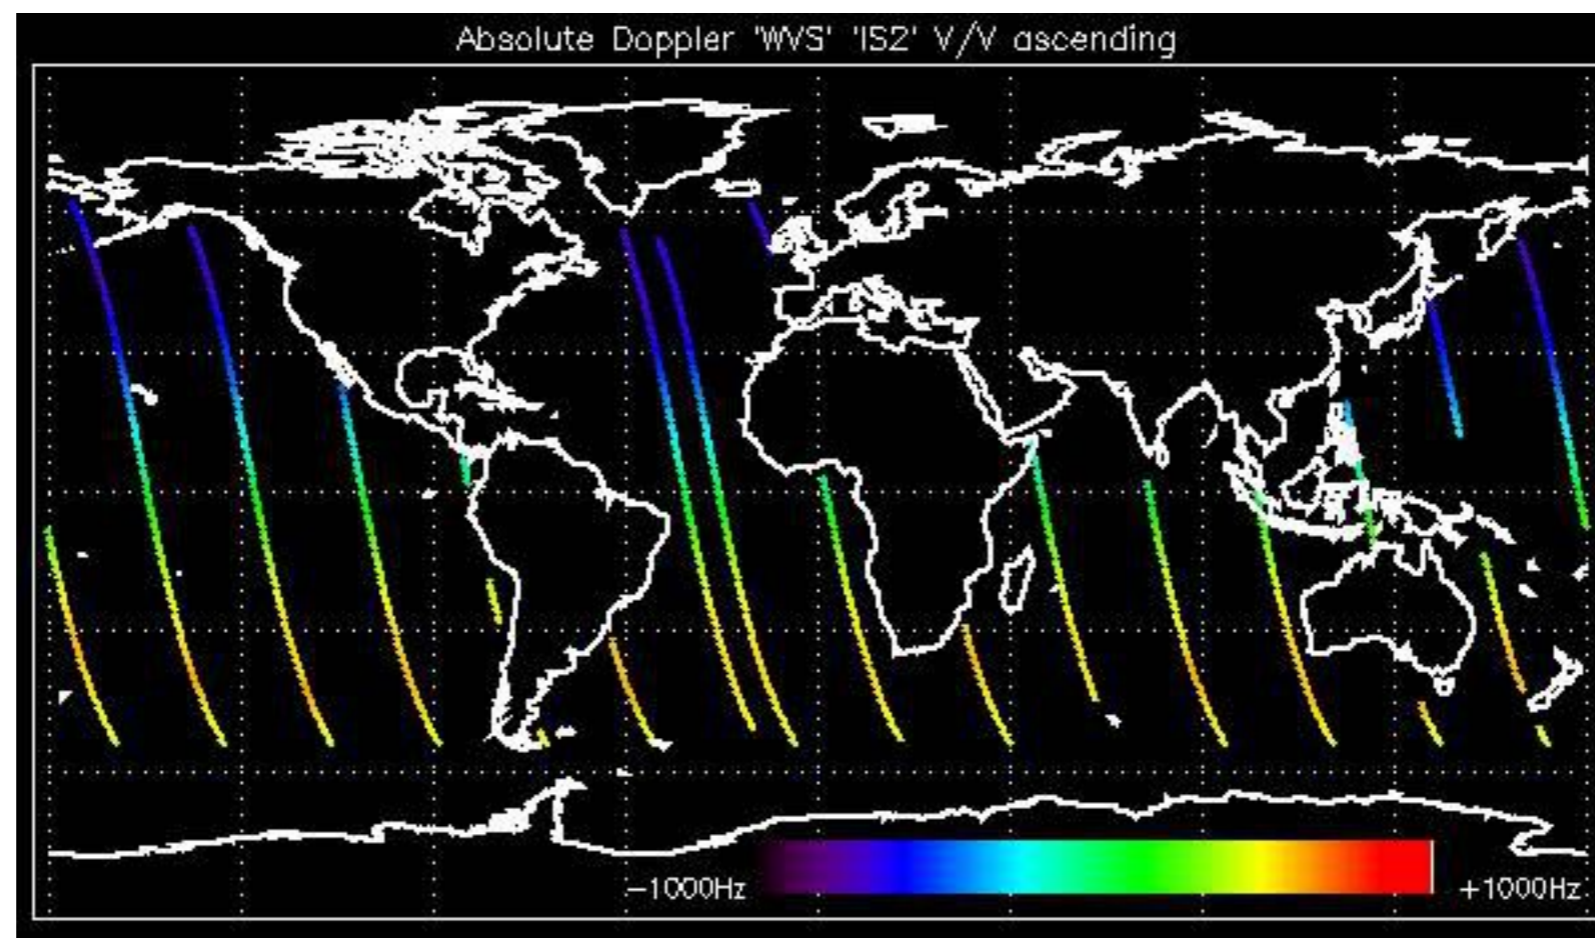 Absolute Doppler 'WVS' 'IS2' V/V ascending
−1000Hz
+1000Hz